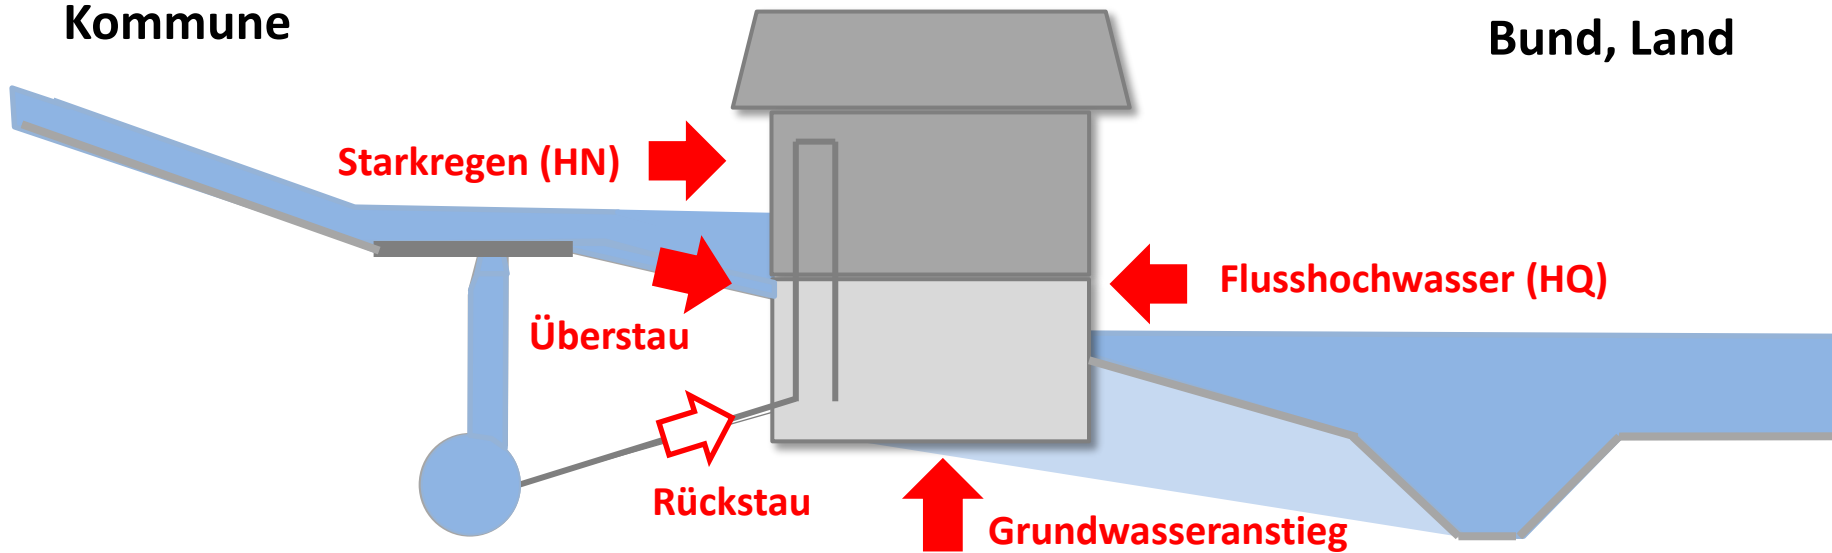 Kommune
Bund, Land
Starkregen (HN)
Flusshochwasser (HQ)
Überstau
Rückstau
Grundwasseranstieg